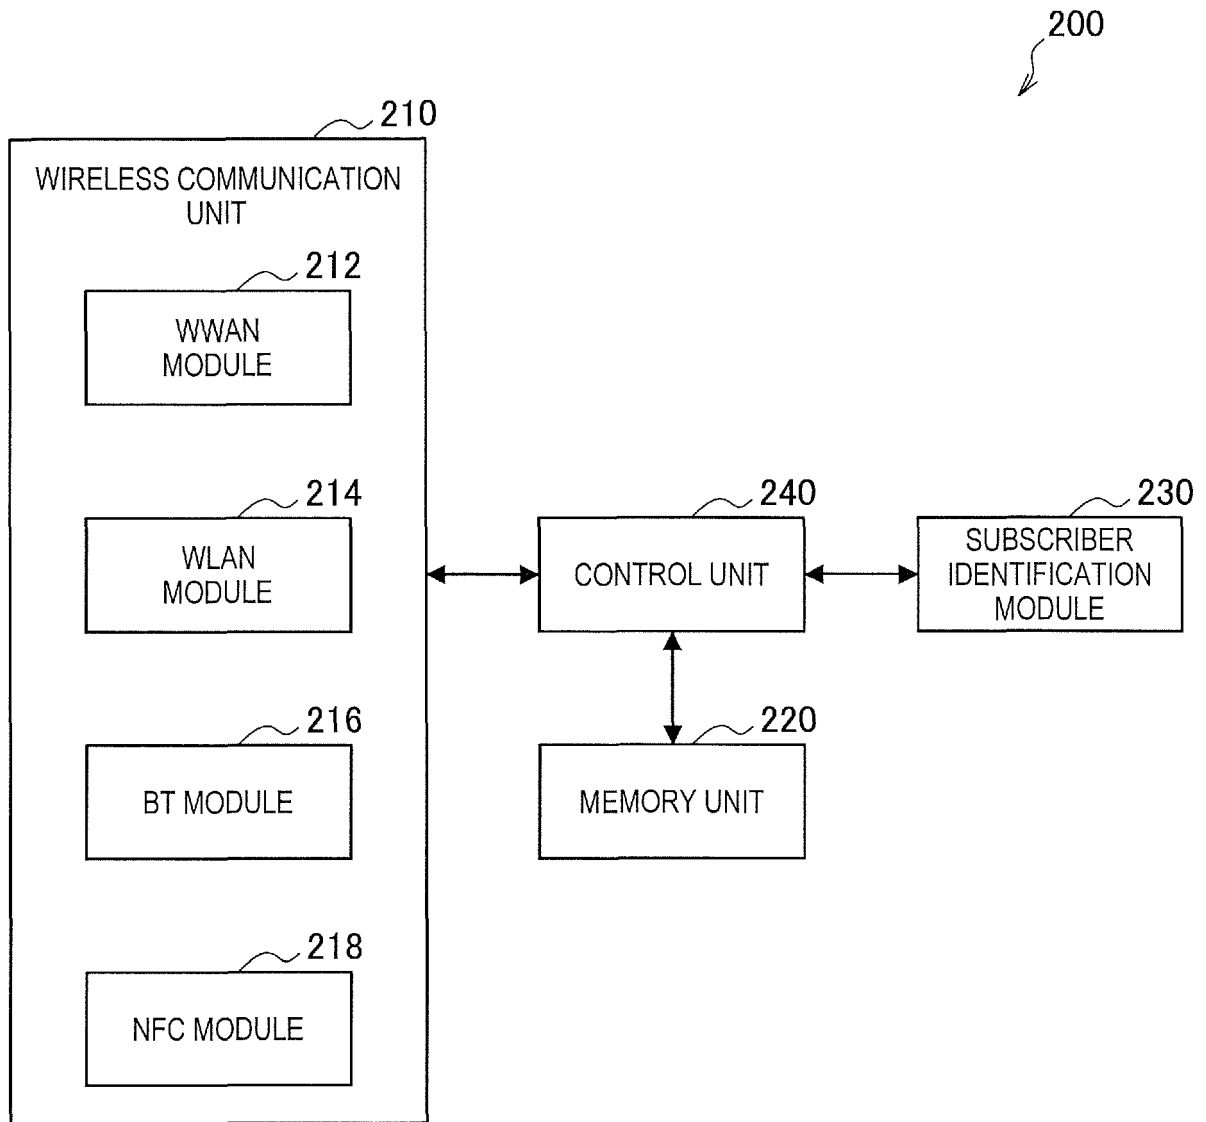 200
210
WIRELESS COMMUNICATION
UNIT
212
WWAN
MODULE
214
WLAN
MODULE
240
CONTROL UNIT
230
SUBSCRIBER
IDENTIFICATION
MODULE
216
BT MODULE
220
MEMORY UNIT
218
NFC MODULE